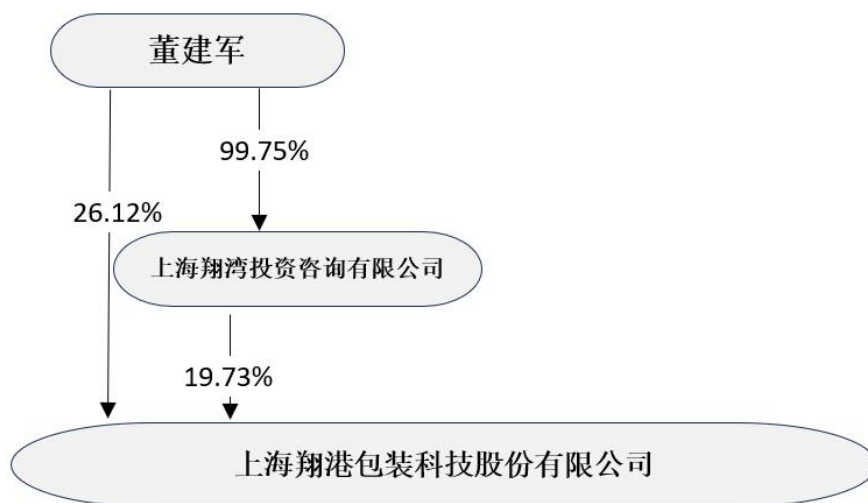 董建军
99.75%
26.12%
上海翔湾投资咨询有限公司
19.73%
上海翔港包装科技股份有限公司